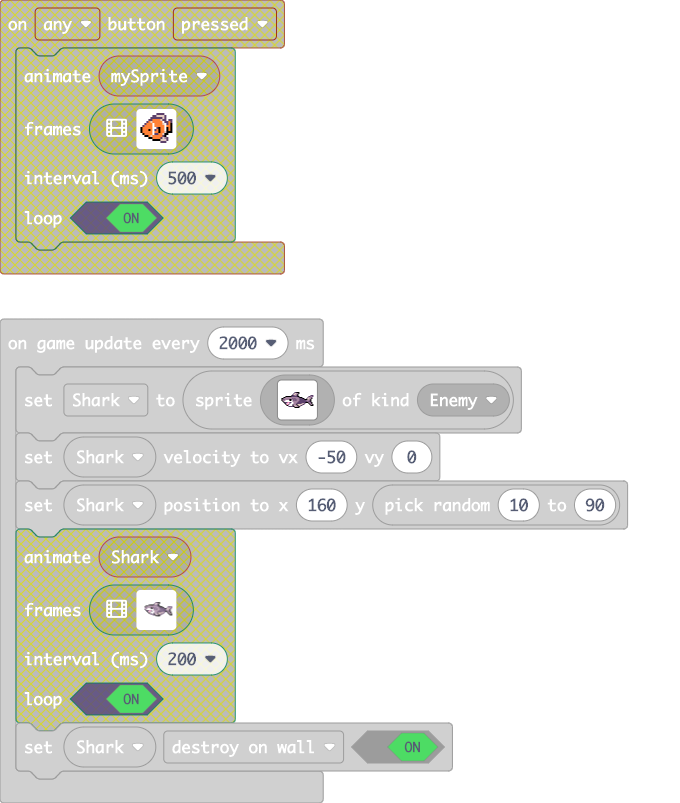 on any button pressed
animate mySprite
frames
interval (ms) 500
loop ON
on game update every 2000 ms
set Shark to sprite of kind Enemy
set Shark velocity to vx -50 vy 0
set Shark position to x 160 y pick random 10 to 90
animate Shark
frames
interval (ms) 200
loop ON
set Shark destroy on wall ON